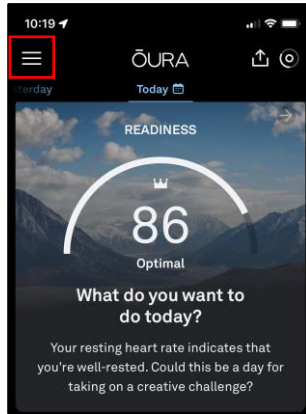 10:19
ŌURA
sterday
Today
READINESS
86
Optimal
What do you want to
do today?
Your resting heart rate indicates that
you're well-rested. Could this be a day for
taking on a creative challenge?